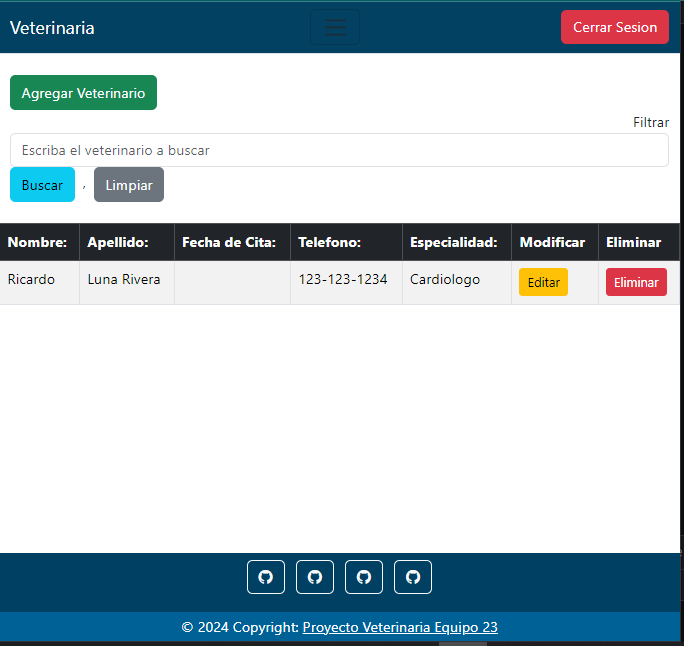 Veterinaria
Cerrar Sesion
Agregar Veterinario
Filtrar
Escriba el veterinario a buscar
Buscar , Limpiar
Nombre: Apellido: Fecha de Cita: Telefono: Especialidad: Modificar Eliminar
Ricardo Luna Rivera 123-123-1234 Cardiologo Editar Eliminar
© 2024 Copyright: Proyecto Veterinaria Equipo 23